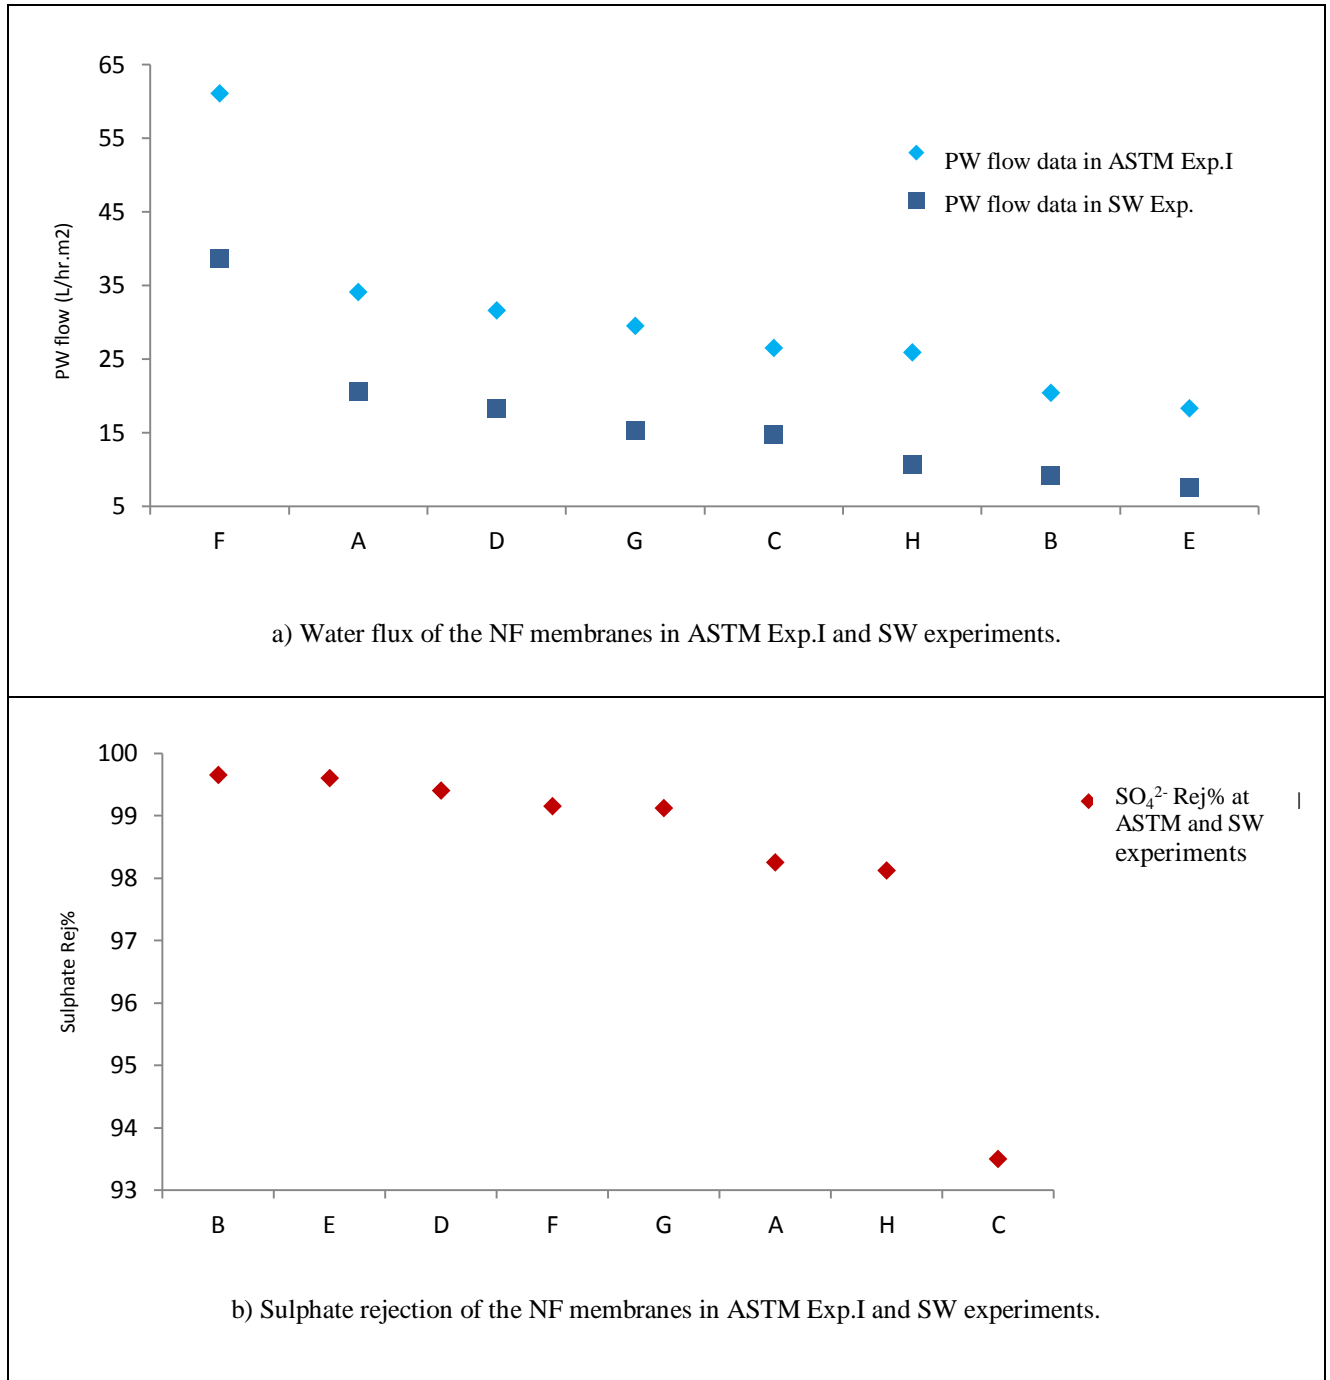 65
55
45
35
25
15
5
PW flow (L/hr.m2)
PW flow data in ASTM Exp.I
PW flow data in SW Exp.
F A D G C H B E
a) Water flux of the NF membranes in ASTM Exp.I and SW experiments.
100
99
98
97
96
95
94
93
Sulphate Rej%
SO₄²⁻ Rej% at
ASTM and SW
experiments
B E D F G A H C
b) Sulphate rejection of the NF membranes in ASTM Exp.I and SW experiments.